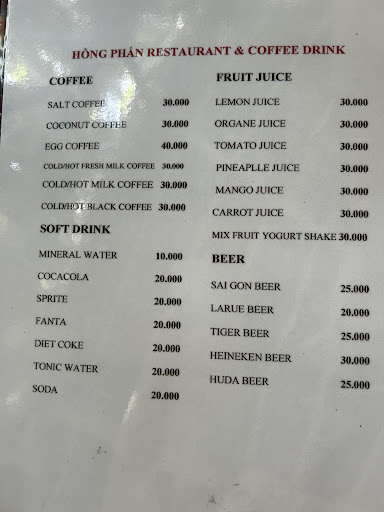 HÒNG PHÁN RESTAURANT & COFFEE DRINK
COFFEE
SALT COFFEE 30.000
COCONUT COFFEE 30.000
EGG COFFEE 40.000
COLD/HOT FRESH MILK COFFEE 30.000
COLD/HOT MILK COFFEE 30.000
COLD/HOT BLACK COFFEE 30.000
SOFT DRINK
MINERAL WATER 10.000
COCACOLA 20.000
SPRITE 20.000
FANTA 20.000
DIET COKE 20.000
TONIC WATER 20.000
SODA 20.000
FRUIT JUICE
LEMON JUICE 30.000
ORGANE JUICE 30.000
TOMATO JUICE 30.000
PINEAPLLE JUICE 30.000
MANGO JUICE 30.000
CARROT JUICE 30.000
MIX FRUIT YOGURT SHAKE 30.000
BEER
SAI GON BEER 25.000
LARUE BEER 20.000
TIGER BEER 25.000
HEINEKEN BEER 30.000
HUDA BEER 25.000